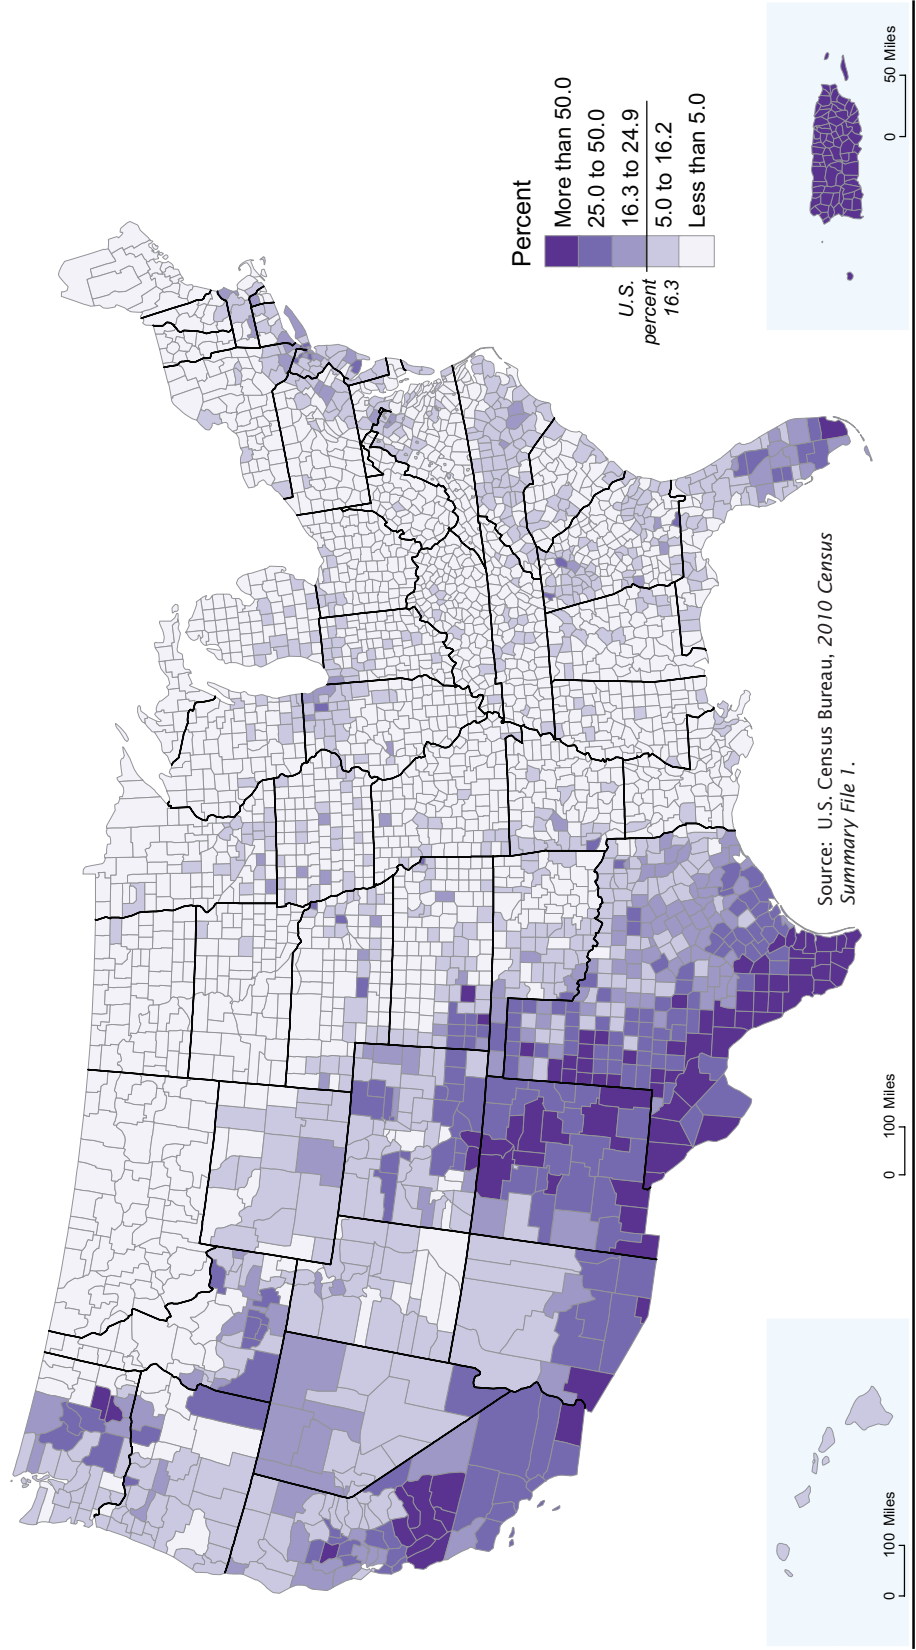 Percent
More than 50.0
25.0 to 50.0
16.3 to 24.9
5.0 to 16.2
Less than 5.0
U.S.
percent
16.3
Source: U.S. Census Bureau, 2010 Census
Summary File 1.
0 100 Miles
0 100 Miles
0 50 Miles